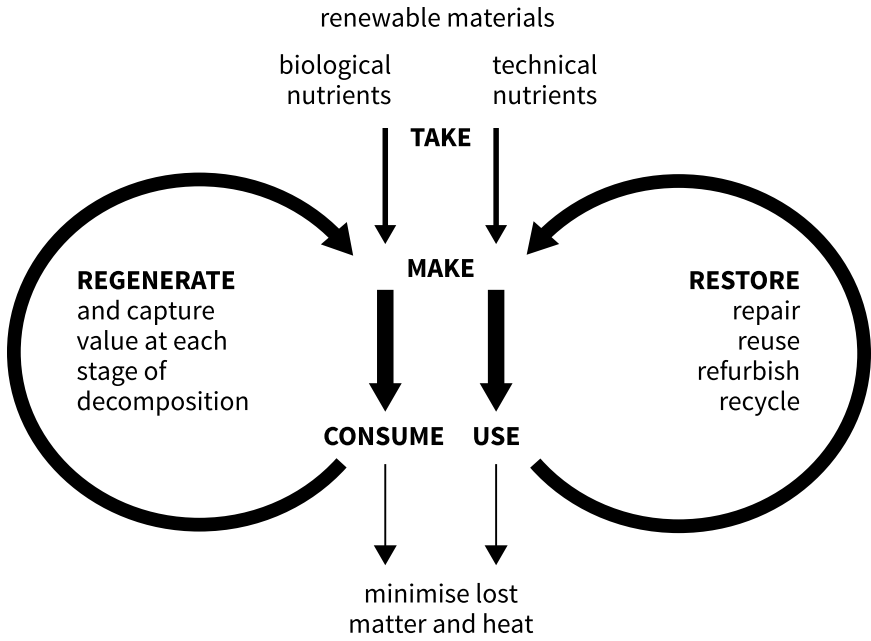 renewable materials
biological
nutrients
technical
nutrients
TAKE
MAKE
REGENERATE
and capture
value at each
stage of
decomposition
RESTORE
repair
reuse
refurbish
recycle
CONSUME
USE
minimise lost
matter and heat